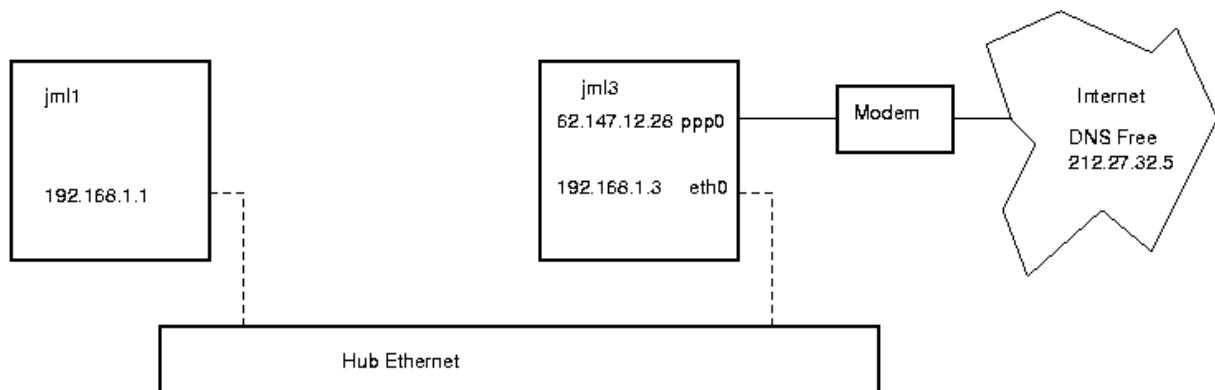 jml1
192.168.1.1
jml3
62.147.12.28 ppp0
192.168.1.3 eth0
Modem
Internet
DNS Free
212.27.32.5
Hub Ethernet